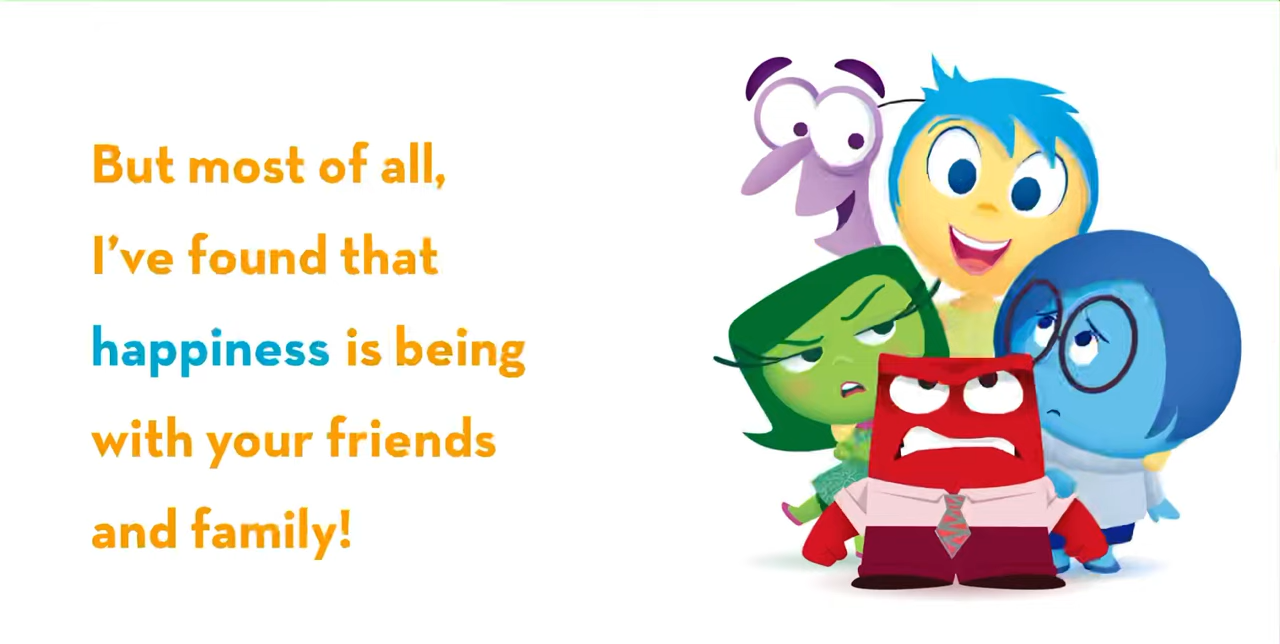 But most of all,
I've found that
happiness is being
with your friends
and family!